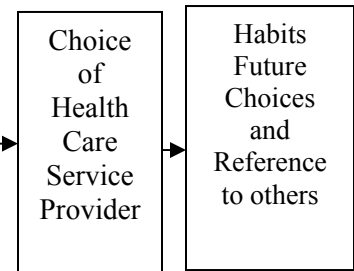 Choice
of
Health
Care
Service
Provider
Habits
Future
Choices
and
Reference
to others